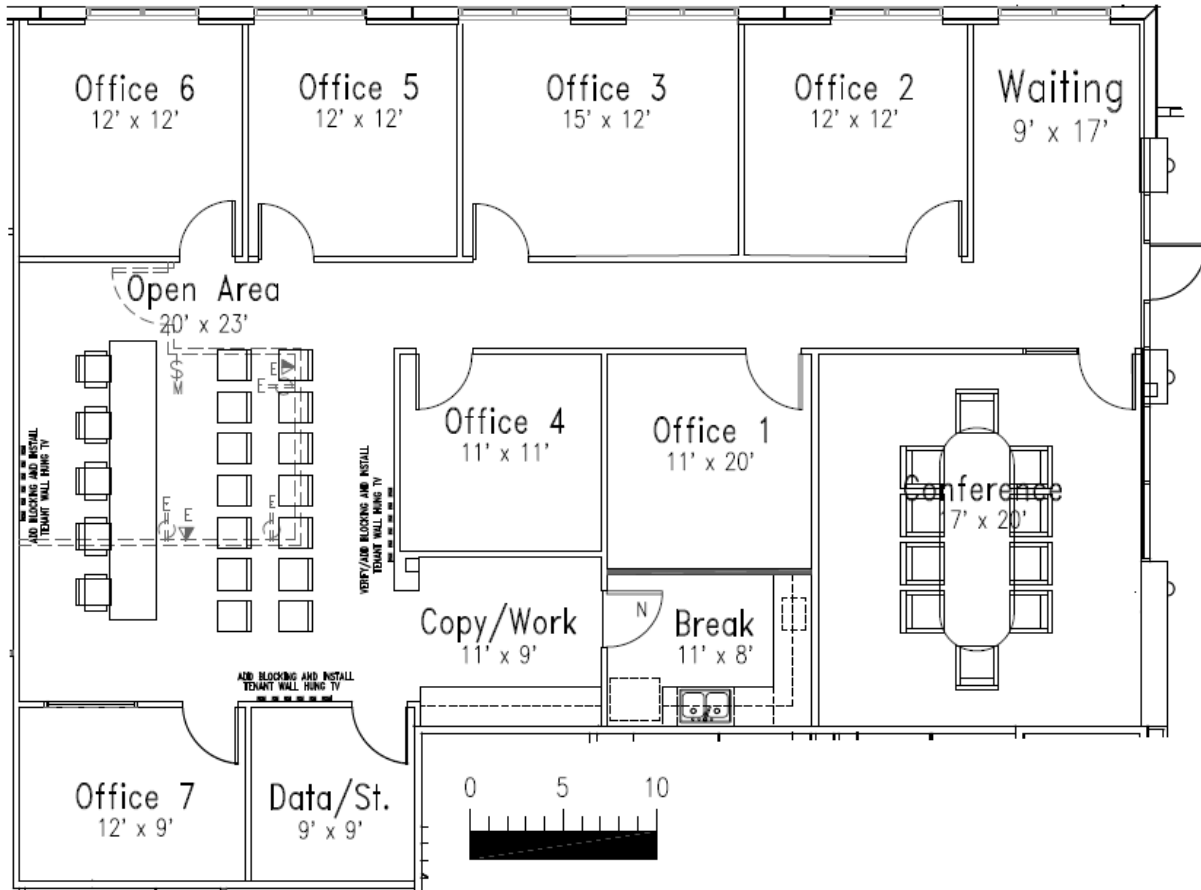 Office 6
12' x 12'
Office 5
12' x 12'
Office 3
15' x 12'
Office 2
12' x 12'
Waiting
9' x 17'
Open Area
20' x 23'
S
M
E
E
E
E
E
ADD BLOCKING AND INSTALL
TENANT WALL HUNG TV
VERIFY/ADD BLOCKING AND INSTALL
TENANT WALL HUNG TV
Office 4
11' x 11'
Office 1
11' x 20'
Conference
17' x 20'
Copy/Work
11' x 9'
N
Break
11' x 8'
ADD BLOCKING AND INSTALL
TENANT WALL HUNG TV
Office 7
12' x 9'
Data/St.
9' x 9'
0 5 10